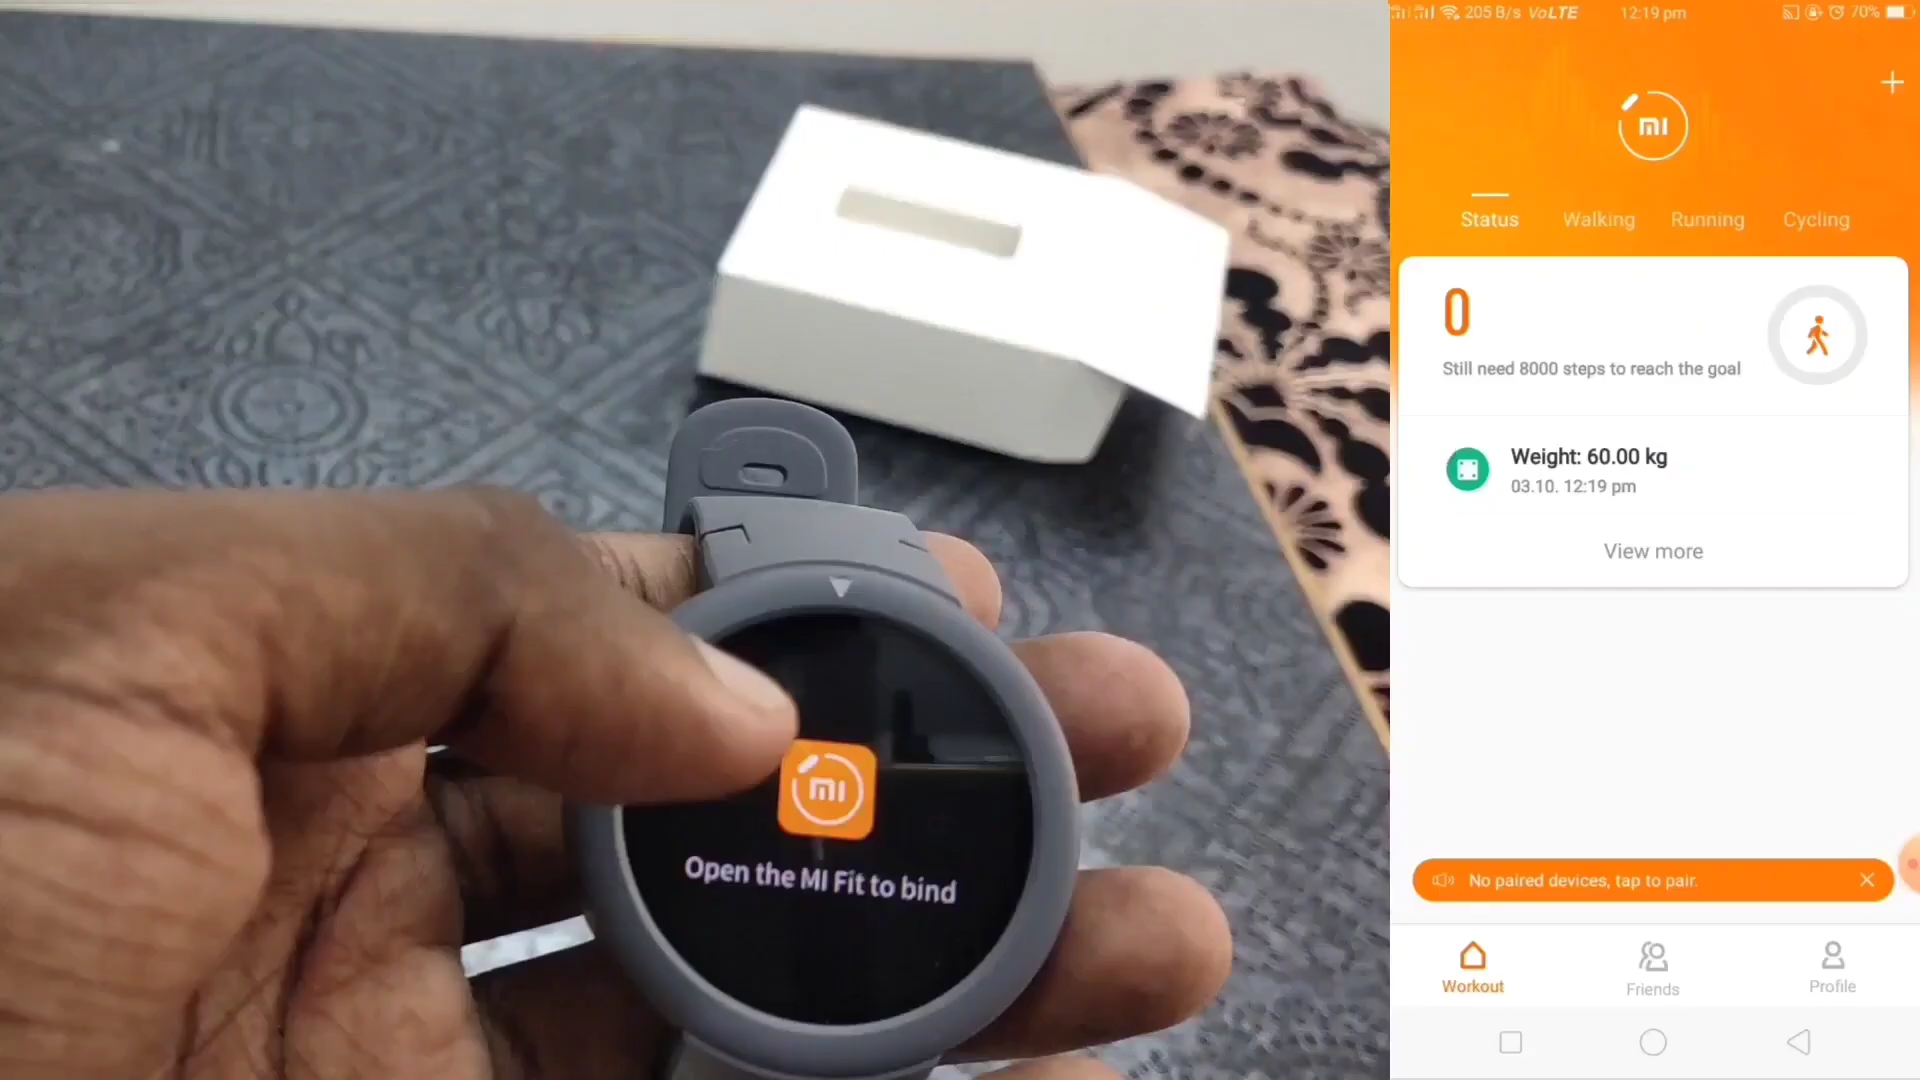 MI
Open the MI Fit to bind
205 B/s VoLTE 12:19 pm 70%
MI
Status Walking Running Cycling
0
Still need 8000 steps to reach the goal
Weight: 60.00 kg
03.10. 12:19 pm
View more
No paired devices, tap to pair.
Workout Friends Profile